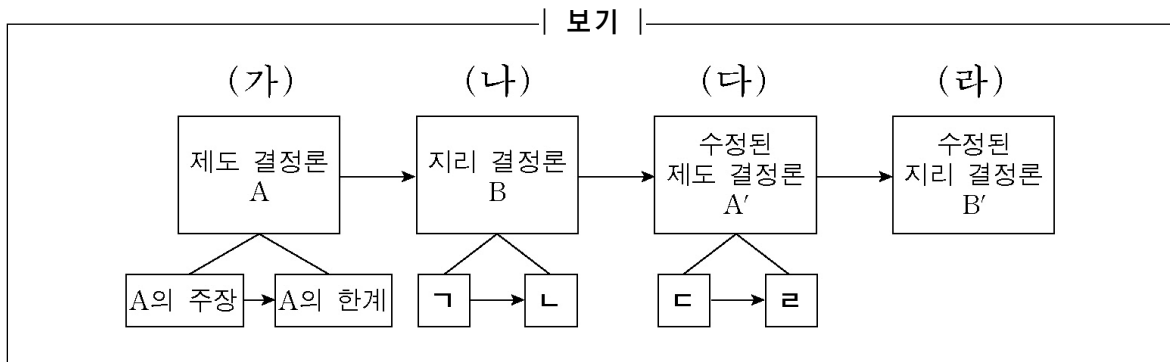 | 보기 |
(가) (나) (다) (라)
제도 결정론
A
지리 결정론
B
수정된
제도 결정론
A′
수정된
지리 결정론
B′
A의 주장
A의 한계
ㄱ
ㄴ
ㄷ
ㄹ